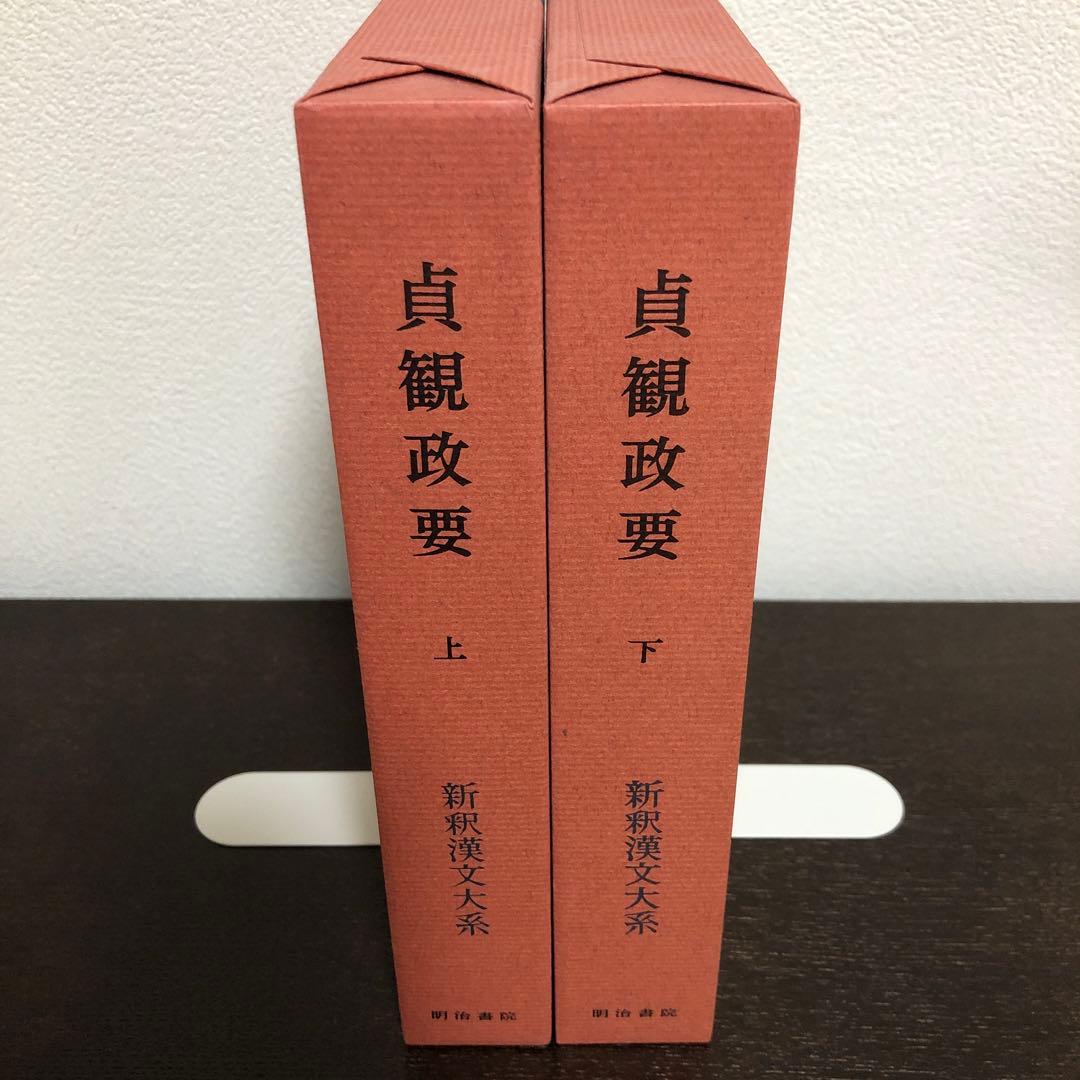 貞観政要
上
新釈漢文大系
明治書院
貞観政要
下
新釈漢文大系
明治書院